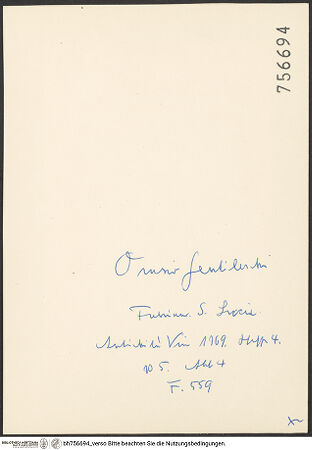 756694
Orazio Gentileschi
Fabriano. S. Lucia.
Antichità Viva 1969. Heft 4.
10 5. Abb 4
F. 559
bh756694_verso Bitte beachten Sie die Nutzungsbedingungen.